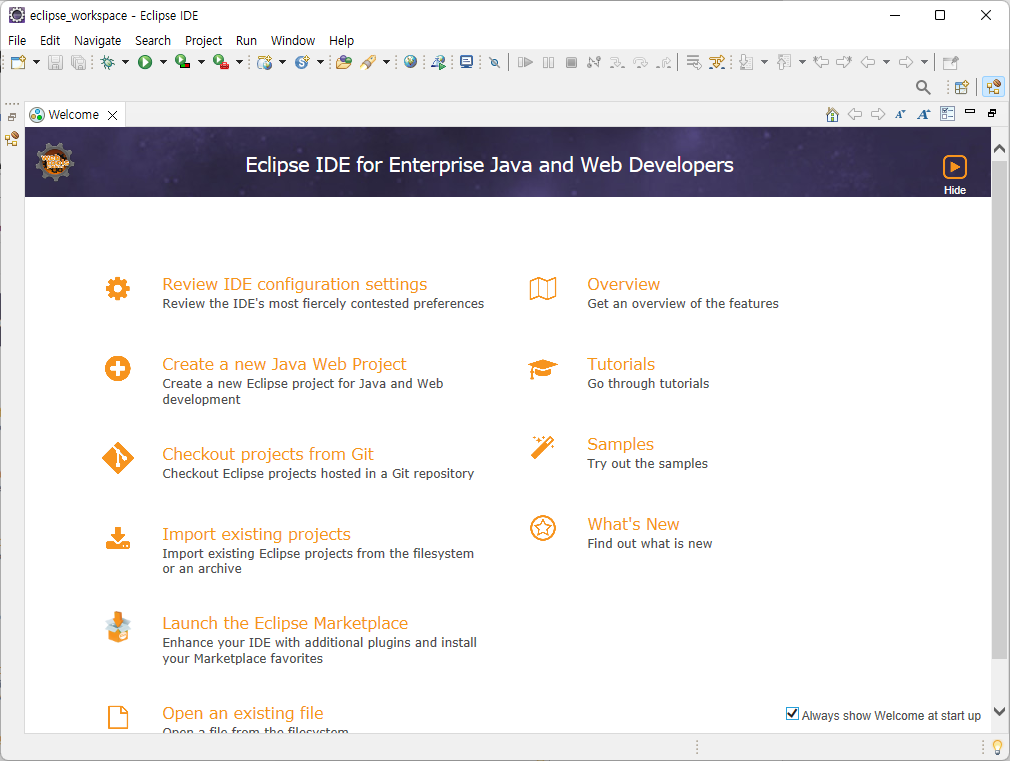 eclipse_workspace - Eclipse IDE
File Edit Navigate Search Project Run Window Help
Welcome
Eclipse IDE for Enterprise Java and Web Developers
Hide
Review IDE configuration settings
Review the IDE's most fiercely contested preferences
Overview
Get an overview of the features
Create a new Java Web Project
Create a new Eclipse project for Java and Web
development
Tutorials
Go through tutorials
Checkout projects from Git
Checkout Eclipse projects hosted in a Git repository
Samples
Try out the samples
Import existing projects
Import existing Eclipse projects from the filesystem
or an archive
What's New
Find out what is new
Launch the Eclipse Marketplace
Enhance your IDE with additional plugins and install
your Marketplace favorites
Open an existing file
Open a file from the filesystem
Always show Welcome at start up